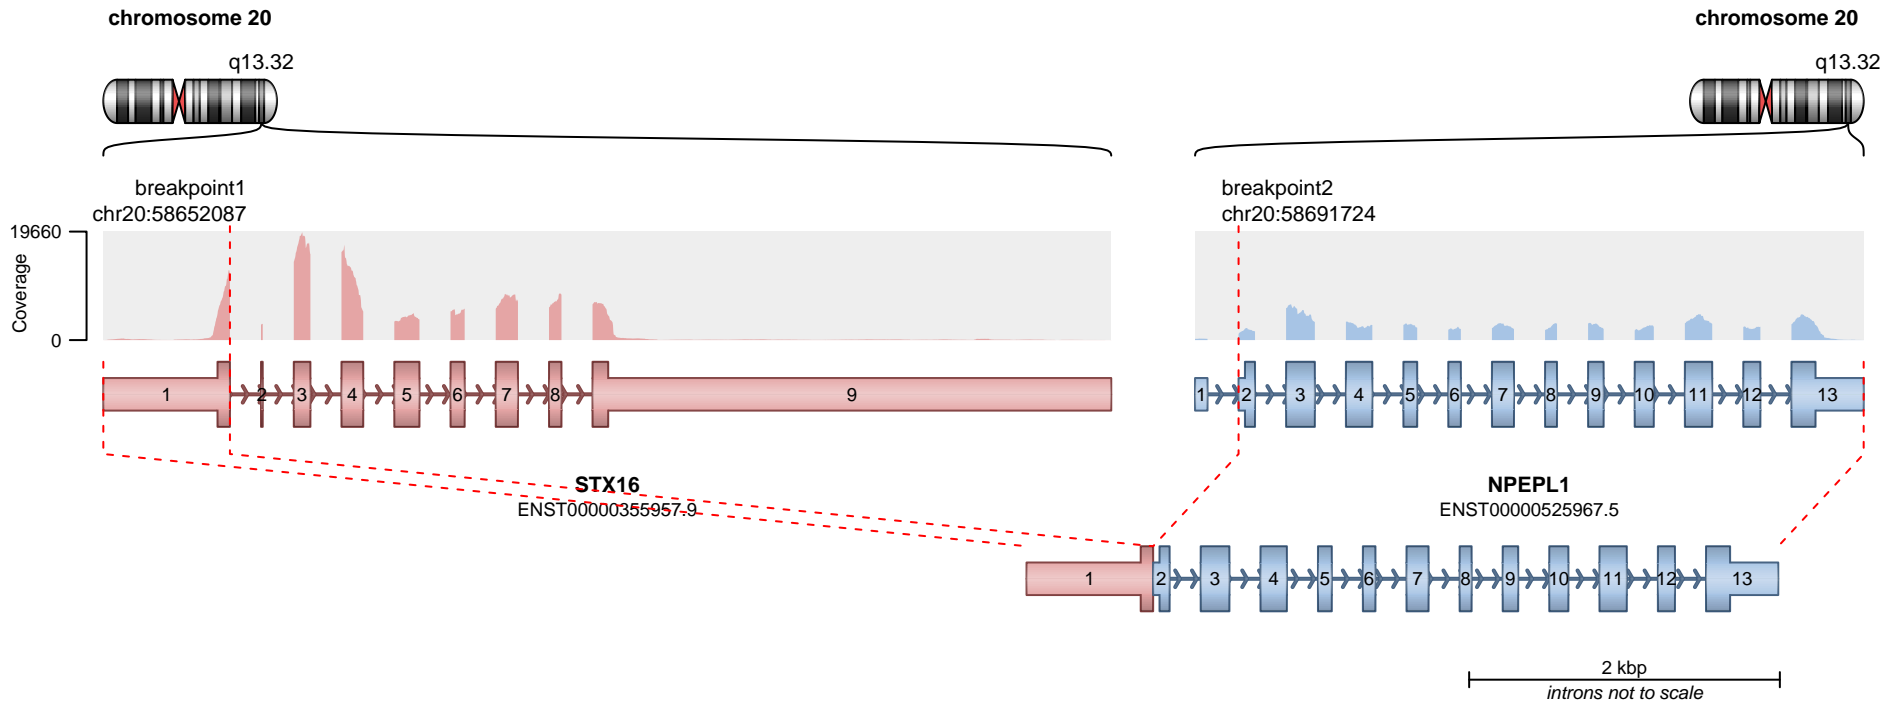 chromosome 20
chromosome 20
q13.32
q13.32
breakpoint1
chr20:58652087
breakpoint2
chr20:58691724
19660
Coverage
0
1 2 3 4 5 6 7 8 9
1 2 3 4 5 6 7 8 9 10 11 12 13
STX16
ENST00000355957.9
NPEPL1
ENST00000525967.5
1 2 3 4 5 6 7 8 9 10 11 12 13
2 kbp
introns not to scale